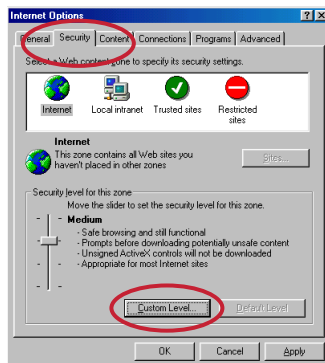 Internet Options
General Security Content Connections Programs Advanced
Select a Web content zone to specify its security settings.
Internet Local intranet Trusted sites Restricted sites
Internet
This zone contains all Web sites you
haven't placed in other zones
Sites...
Security level for this zone
Move the slider to set the security level for this zone.
Medium
- Safe browsing and still functional
- Prompts before downloading potentially unsafe content
- Unsigned ActiveX controls will not be downloaded
- Appropriate for most Internet sites
Custom Level... Default Level
OK Cancel Apply